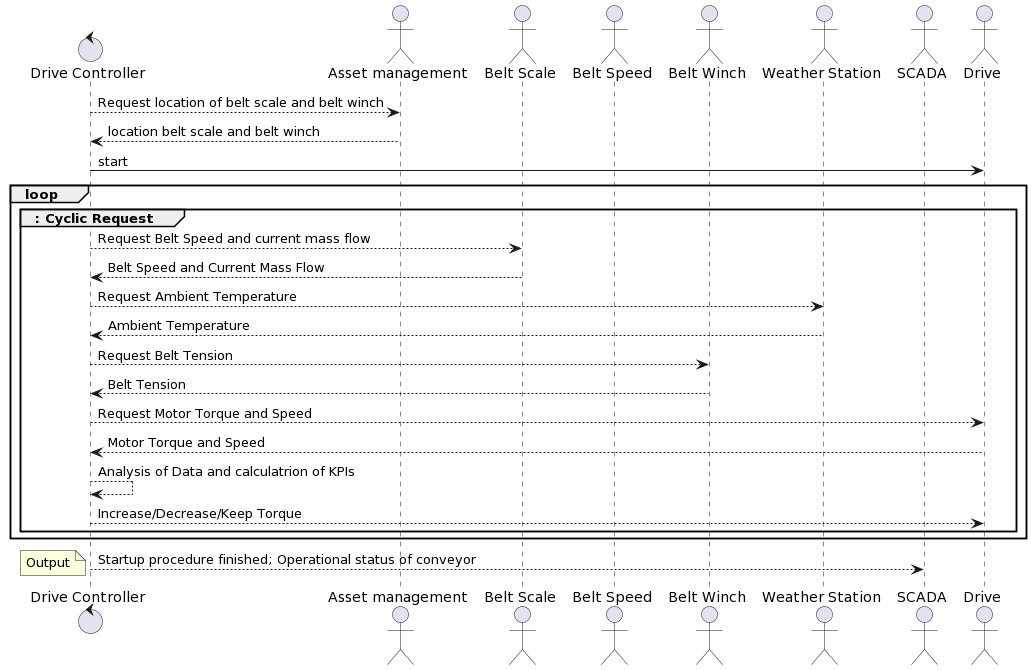 Drive Controller Asset management Belt Scale Belt Speed Belt Winch Weather Station SCADA Drive
Request location of belt scale and belt winch
location belt scale and belt winch
start
loop
: Cyclic Request
Request Belt Speed and current mass flow
Belt Speed and Current Mass Flow
Request Ambient Temperature
Ambient Temperature
Request Belt Tension
Belt Tension
Request Motor Torque and Speed
Motor Torque and Speed
Analysis of Data and calculatrion of KPIs
Increase/Decrease/Keep Torque
Output Startup procedure finished; Operational status of conveyor
Drive Controller Asset management Belt Scale Belt Speed Belt Winch Weather Station SCADA Drive